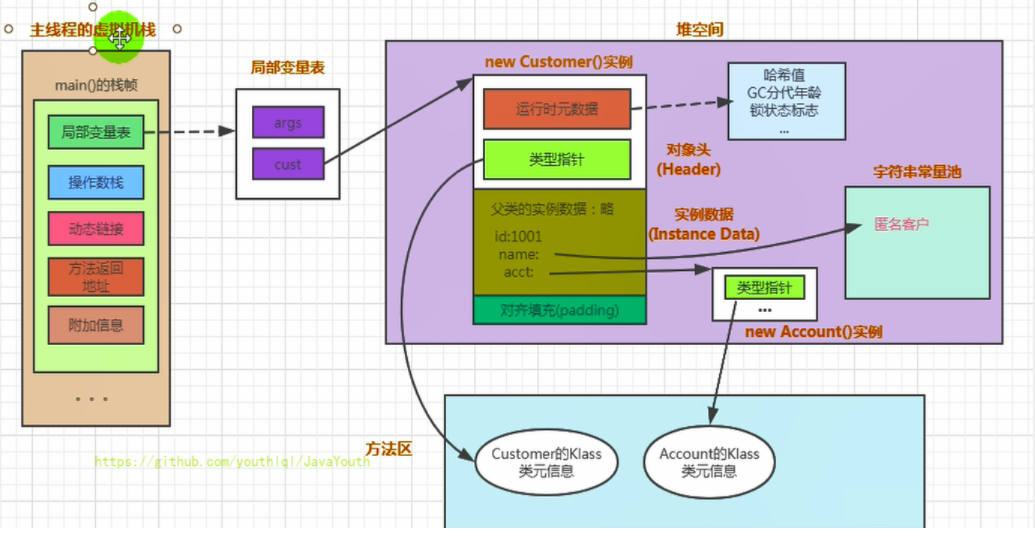 主线程的虚拟机栈
main()的栈帧
局部变量表
操作数栈
动态链接
方法返回
地址
附加信息
...
局部变量表
args
cust
堆空间
new Customer()实例
运行时元数据
类型指针
对象头
(Header)
哈希值
GC分代年龄
锁状态标志
...
父类的实例数据：略
id:1001
name:
acct:
实例数据
(Instance Data)
对齐填充(padding)
字符串常量池
匿名客户
类型指针
...
new Account()实例
方法区
Customer的Klass
类元信息
Account的Klass
类元信息
https://github.com/youthlql/JavaYouth